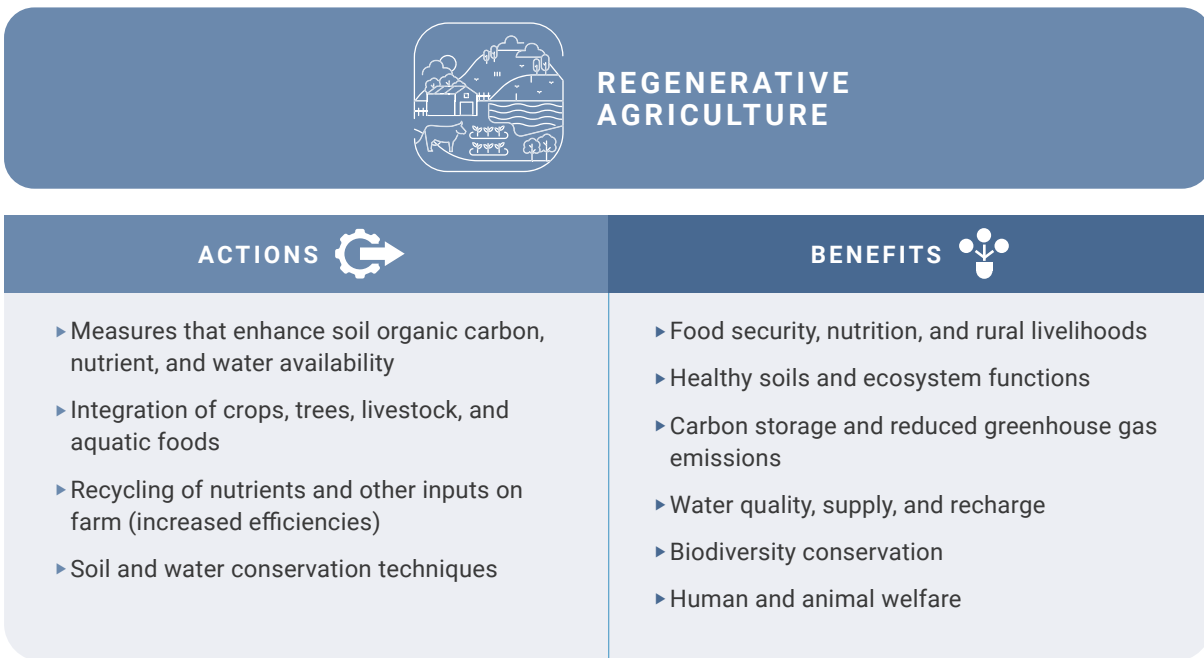 REGENERATIVE
AGRICULTURE
ACTIONS
▸ Measures that enhance soil organic carbon,
nutrient, and water availability
▸ Integration of crops, trees, livestock, and
aquatic foods
▸ Recycling of nutrients and other inputs on
farm (increased efficiencies)
▸ Soil and water conservation techniques
BENEFITS
▸ Food security, nutrition, and rural livelihoods
▸ Healthy soils and ecosystem functions
▸ Carbon storage and reduced greenhouse gas
emissions
▸ Water quality, supply, and recharge
▸ Biodiversity conservation
▸ Human and animal welfare